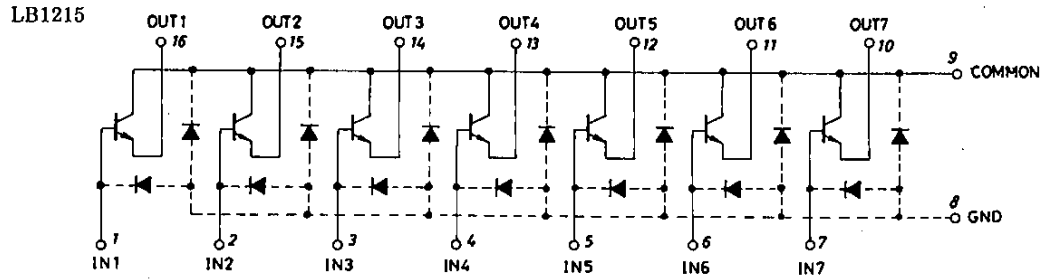 LB1215
OUT1 OUT2 OUT3 OUT4 OUT5 OUT6 OUT7
16 15 14 13 12 11 10
9 COMMON
8 GND
1 2 3 4 5 6 7
IN1 IN2 IN3 IN4 IN5 IN6 IN7